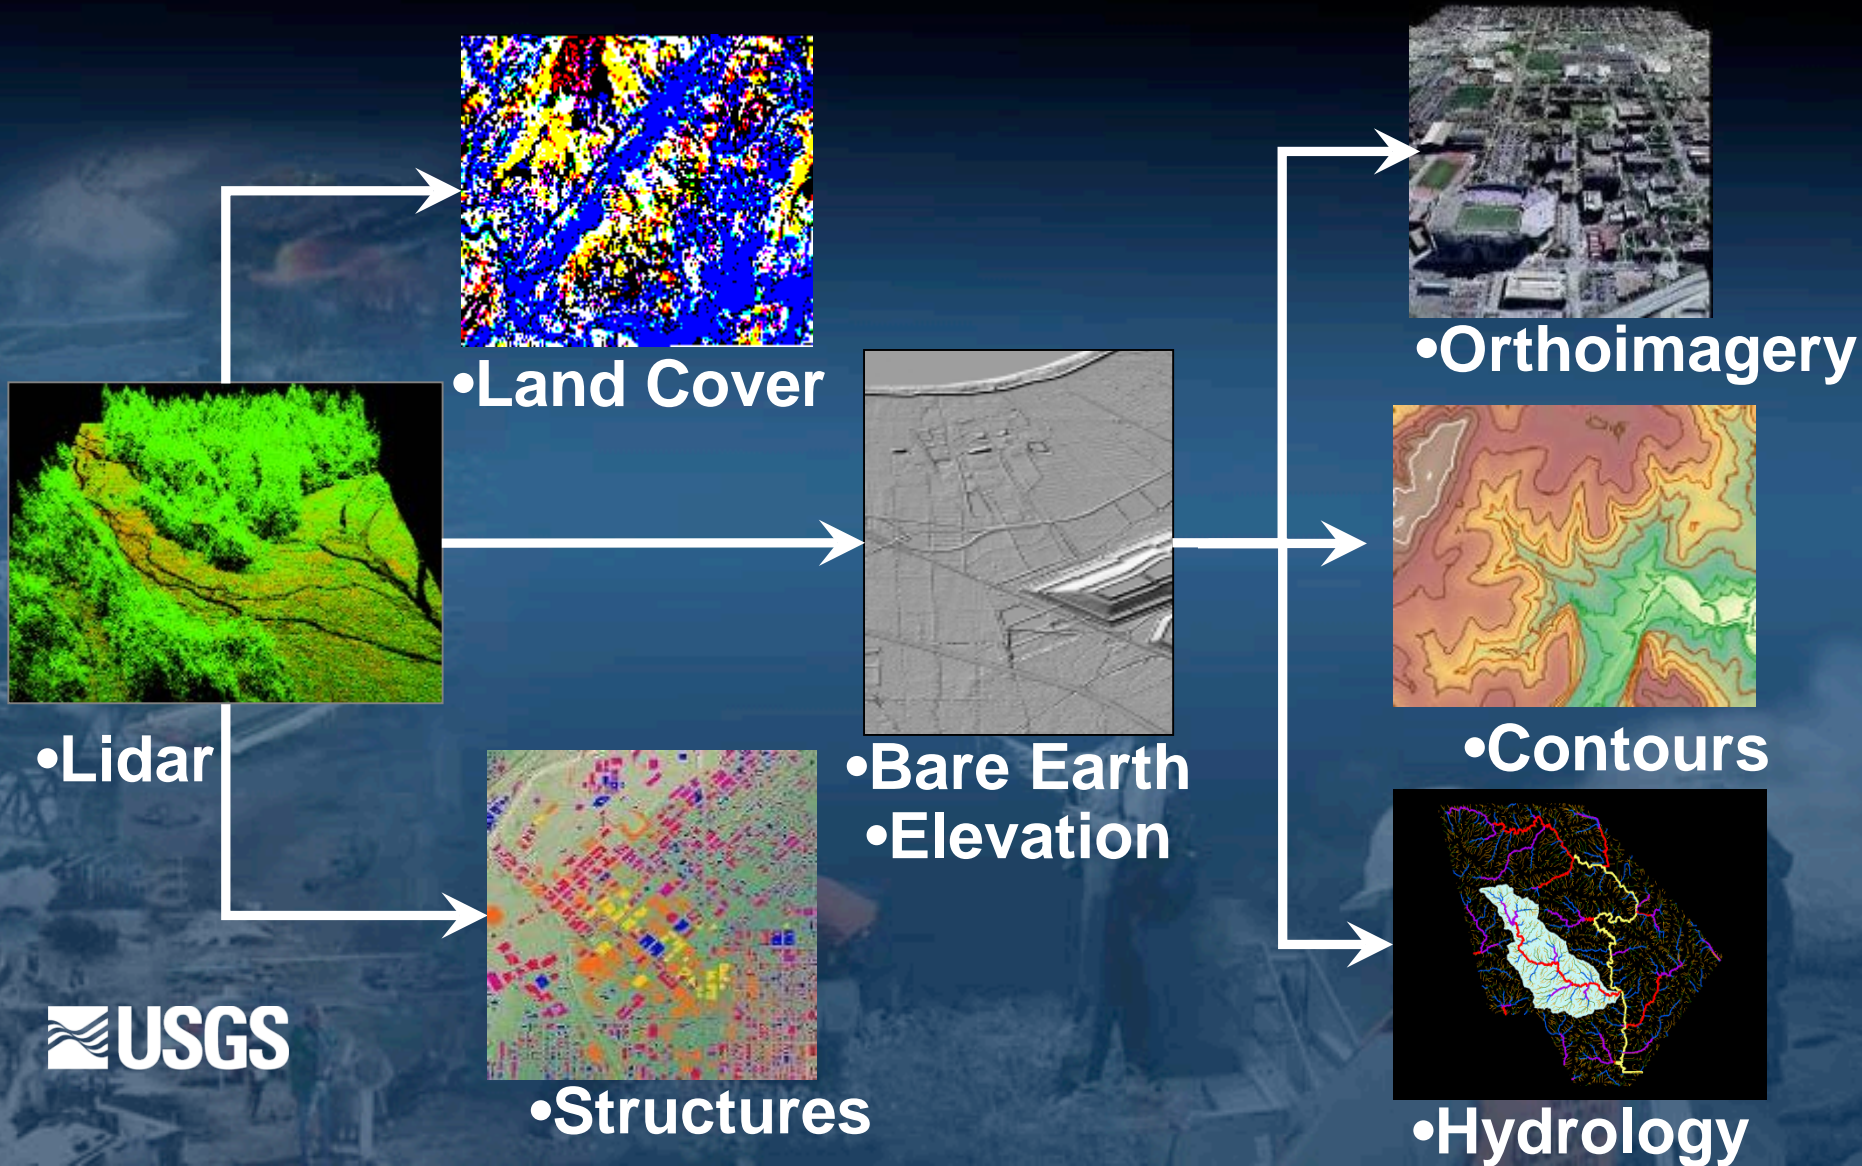 •Land Cover
•Orthoimagery
•Lidar
•Bare Earth
•Elevation
•Contours
•Structures
•Hydrology
USGS